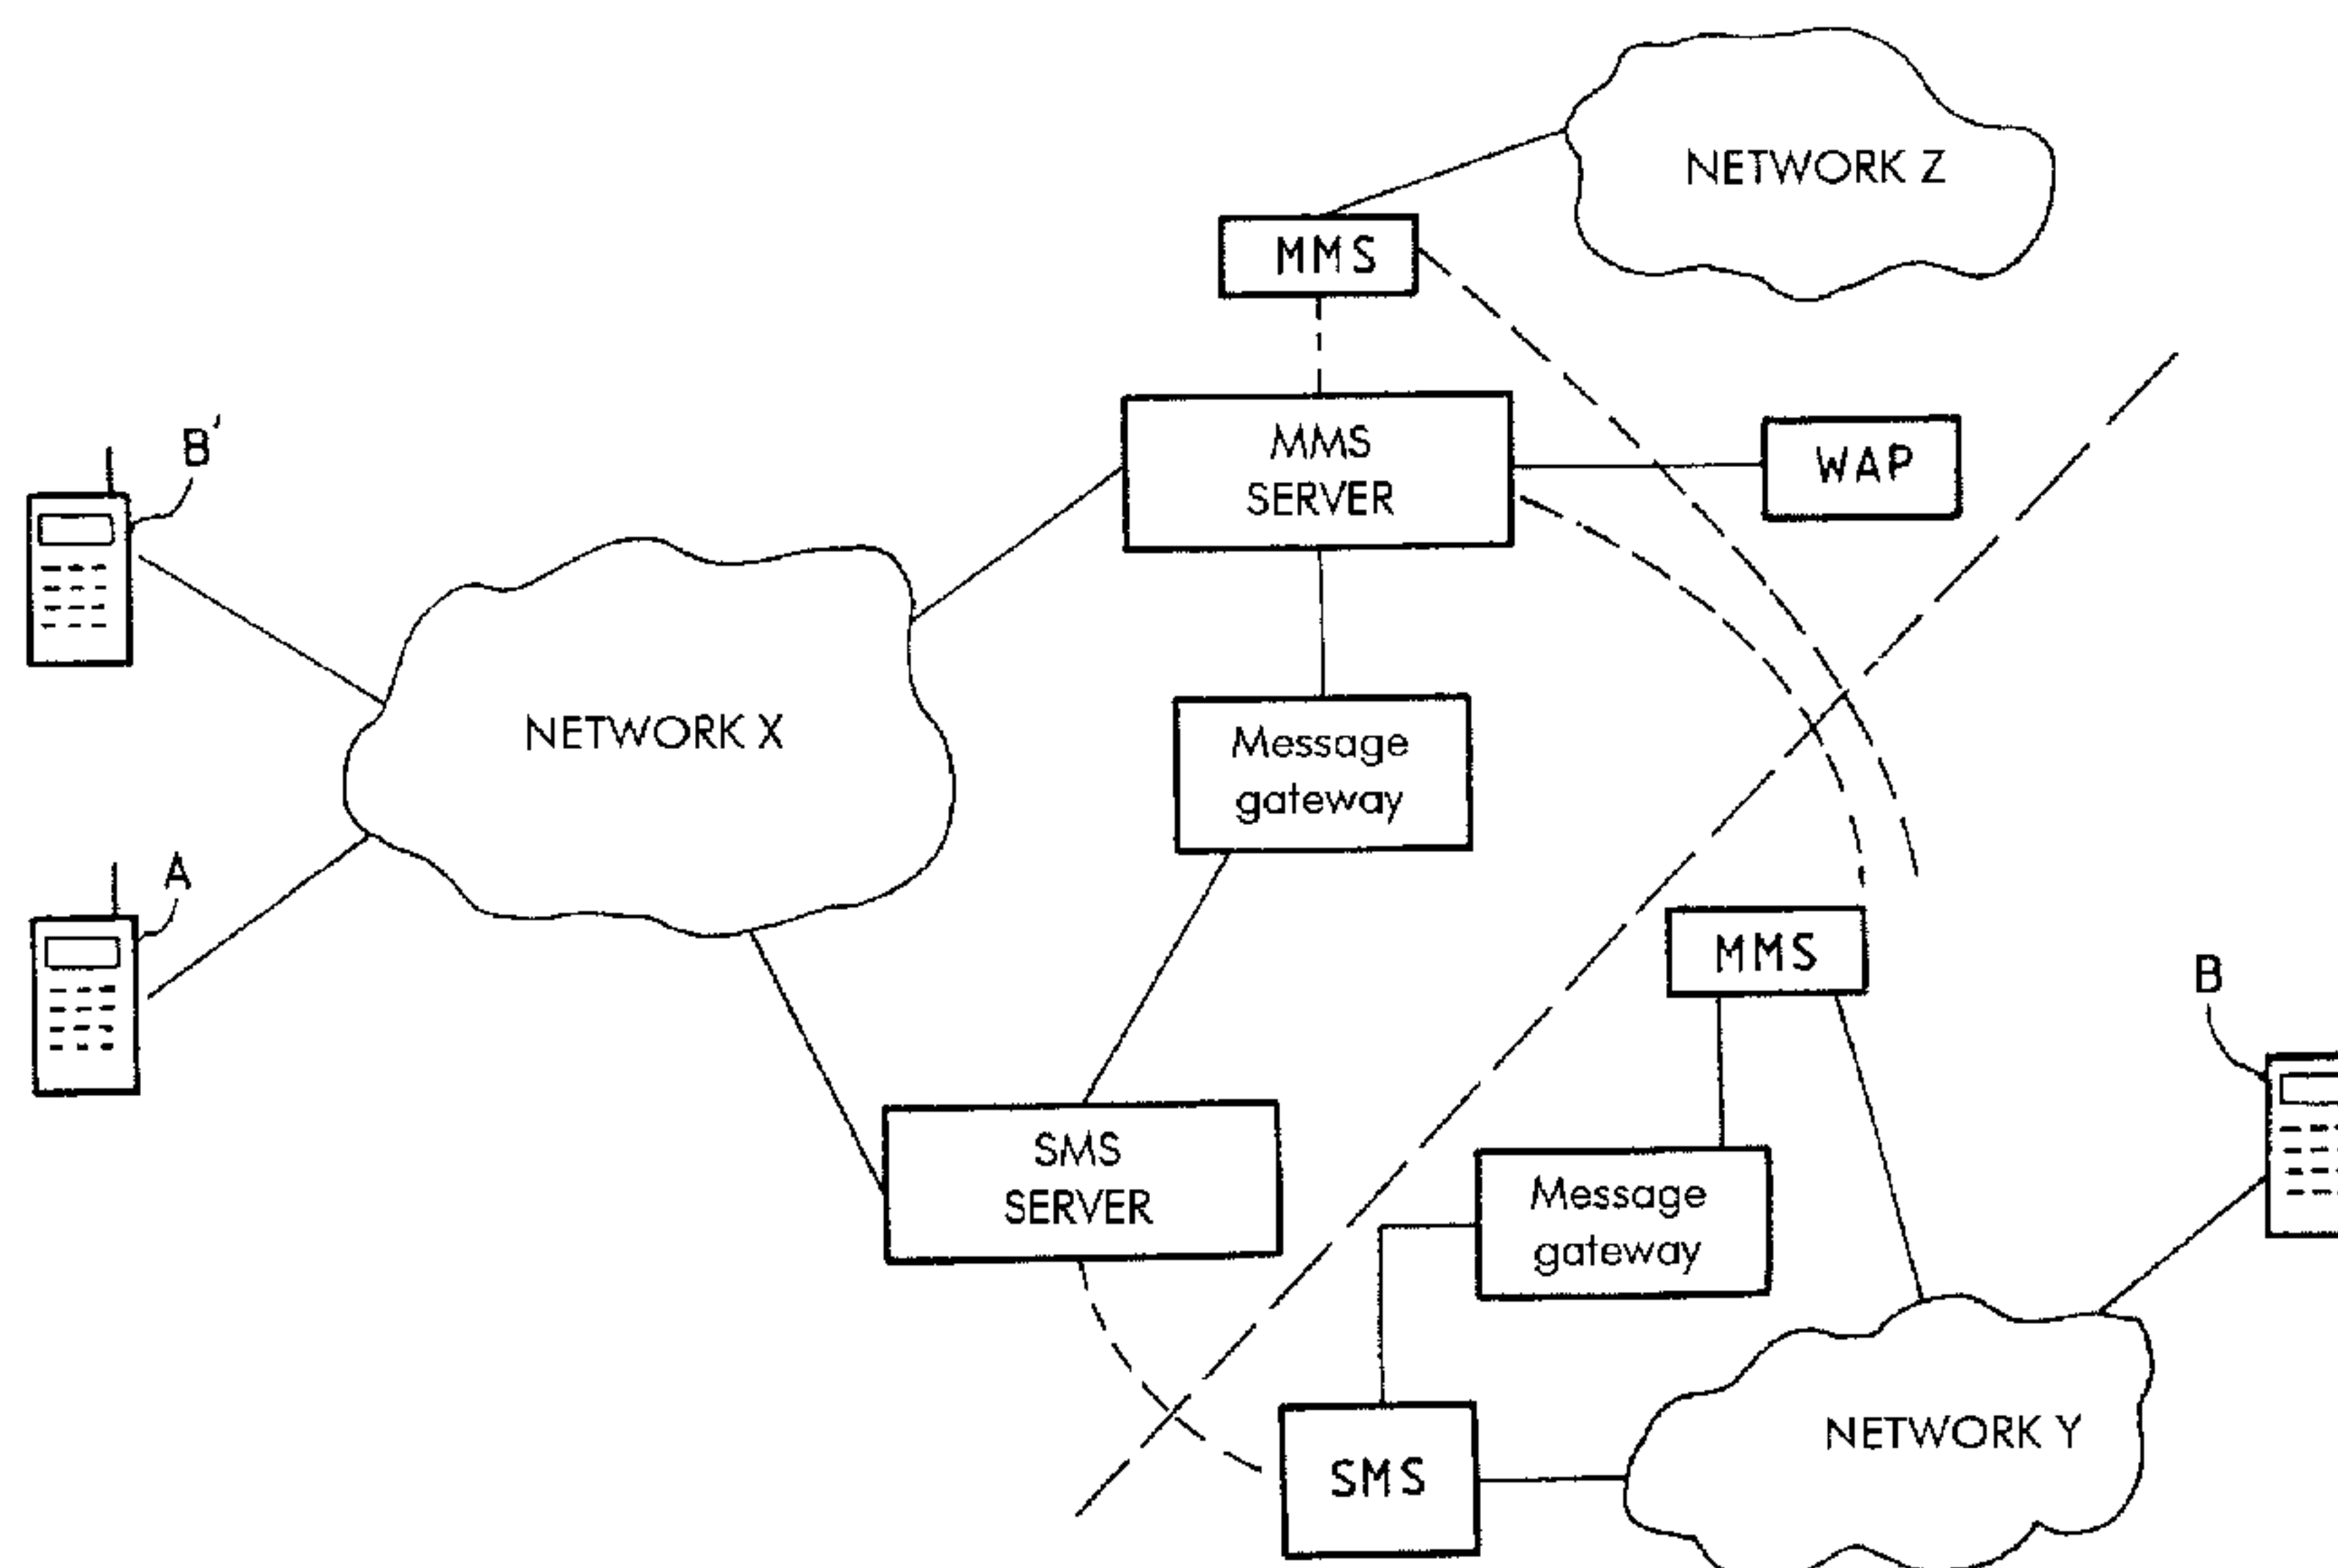 NETWORK Z
MMS
MMS
SERVER
WAP
B'
NETWORK X
Message
gateway
A
MMS
B
SMS
SERVER
Message
gateway
NETWORK Y
SMS